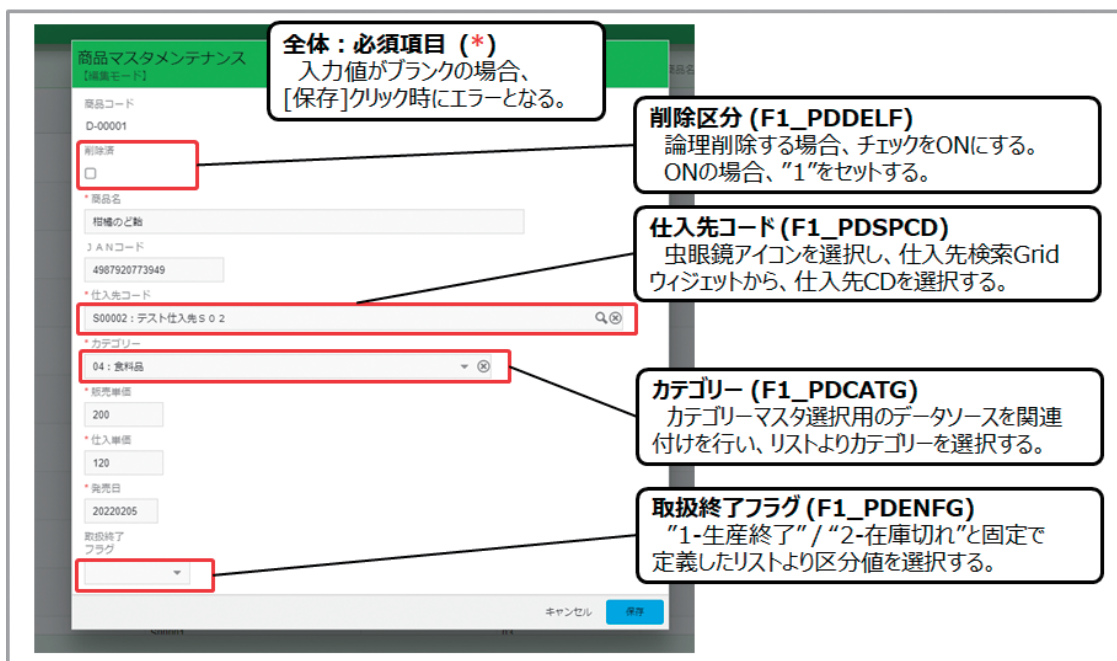 商品マスタメンテナンス
【編集モード】
商品コード
D-00001
削除済
* 商品名
柑橘のど飴
JANコード
4987920773949
* 仕入先コード
S00002:テスト仕入先S02
* カテゴリー
04:食料品
* 販売単価
200
* 仕入単価
120
* 発売日
20220205
取扱終了
フラグ
キャンセル
保存
商品名
全体:必須項目 (*)
入力値がブランクの場合、
[保存]クリック時にエラーとなる。
削除区分 (F1_PDDELF)
論理削除する場合、チェックをONにする。
ONの場合、”1”をセットする。
仕入先コード (F1_PDSPCD)
虫眼鏡アイコンを選択し、仕入先検索Grid
ウィジェットから、仕入先CDを選択する。
カテゴリー (F1_PDCATG)
カテゴリーマスタ選択用のデータソースを関連
付けを行い、リストよりカテゴリーを選択する。
取扱終了フラグ (F1_PDENFG)
”1-生産終了” / “2-在庫切れ”と固定で
定義したリストより区分値を選択する。